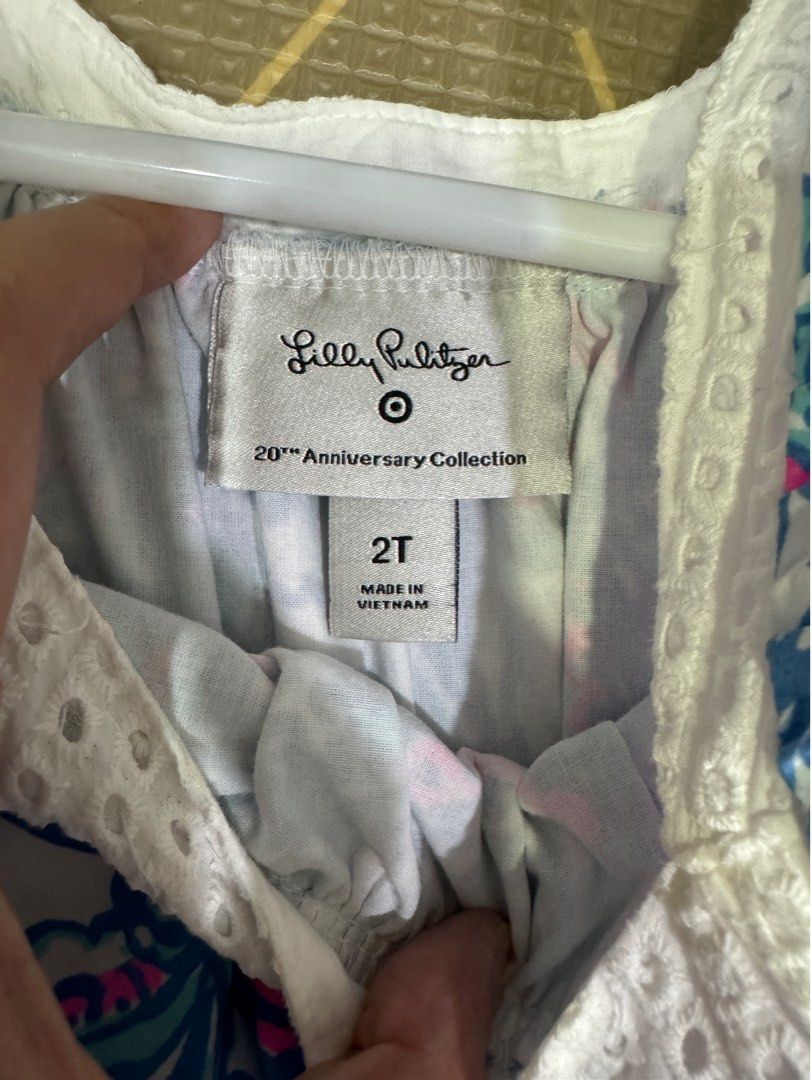 Lilly Pulitzer
20TH Anniversary Collection
2T
MADE IN
VIETNAM